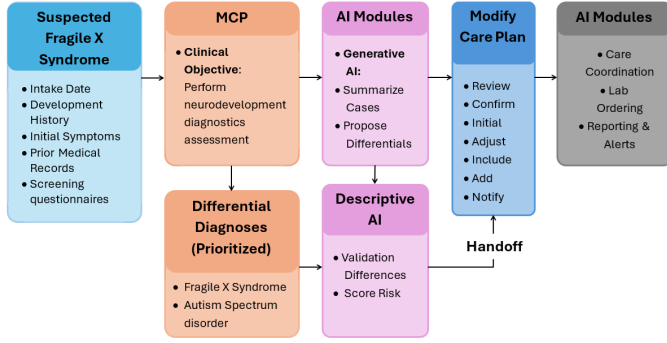 Suspected
Fragile X
Syndrome
• Intake Date
• Development
History
• Initial Symptoms
• Prior Medical
Records
• Screening
questionnaires
MCP
• Clinical
Objective:
Perform
neurodevelopment
diagnostics
assessment
AI Modules
• Generative
AI:
• Summarize
Cases
• Propose
Differentials
Modify
Care Plan
• Review
• Confirm
• Initial
• Adjust
• Include
• Add
• Notify
AI Modules
• Care
Coordination
• Lab
Ordering
• Reporting &
Alerts
Differential
Diagnoses
(Prioritized)
• Fragile X Syndrome
• Autism Spectrum
disorder
Descriptive
AI
• Validation
Differences
• Score Risk
Handoff